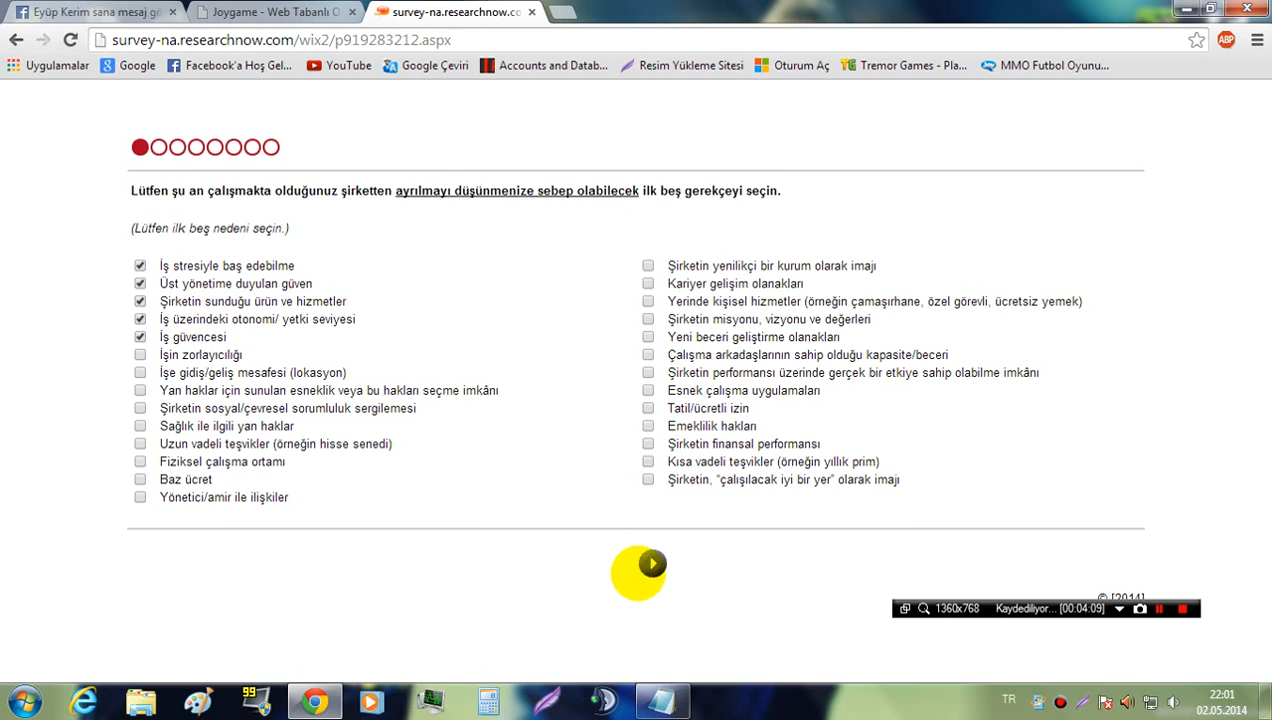 Eyüp Kerim sana mesaj gö
Joygame - Web Tabanlı O
survey-na.researchnow.co
survey-na.researchnow.com/wix2/p919283212.aspx
ABP
Uygulamalar
Google
Facebook'a Hoş Gel...
YouTube
Google Çeviri
Accounts and Datab...
Resim Yükleme Sitesi
Oturum Aç
Tremor Games - Pla...
MMO Futbol Oyunu...
Lütfen şu an çalışmakta olduğunuz şirketten ayrılmayı düşünmenize sebep olabilecek ilk beş gerekçeyi seçin.
(Lütfen ilk beş nedeni seçin.)
İş stresiyle baş edebilme
Üst yönetime duyulan güven
Şirketin sunduğu ürün ve hizmetler
İş üzerindeki otonomi/ yetki seviyesi
İş güvencesi
İşin zorlayıcılığı
İşe gidiş/geliş mesafesi (lokasyon)
Yan haklar için sunulan esneklik veya bu hakları seçme imkânı
Şirketin sosyal/çevresel sorumluluk sergilemesi
Sağlık ile ilgili yan haklar
Uzun vadeli teşvikler (örneğin hisse senedi)
Fiziksel çalışma ortamı
Baz ücret
Yönetici/amir ile ilişkiler
Şirketin yenilikçi bir kurum olarak imajı
Kariyer gelişim olanakları
Yerinde kişisel hizmetler (örneğin çamaşırhane, özel görevli, ücretsiz yemek)
Şirketin misyonu, vizyonu ve değerleri
Yeni beceri geliştirme olanakları
Çalışma arkadaşlarının sahip olduğu kapasite/beceri
Şirketin performansı üzerinde gerçek bir etkiye sahip olabilme imkânı
Esnek çalışma uygulamaları
Tatil/ücretli izin
Emeklilik hakları
Şirketin finansal performansı
Kısa vadeli teşvikler (örneğin yıllık prim)
Şirketin, “çalışılacak iyi bir yer” olarak imajı
© [2014]
1360x768 Kaydediliyor... [00:04:09]
99
TR
22:01
02.05.2014